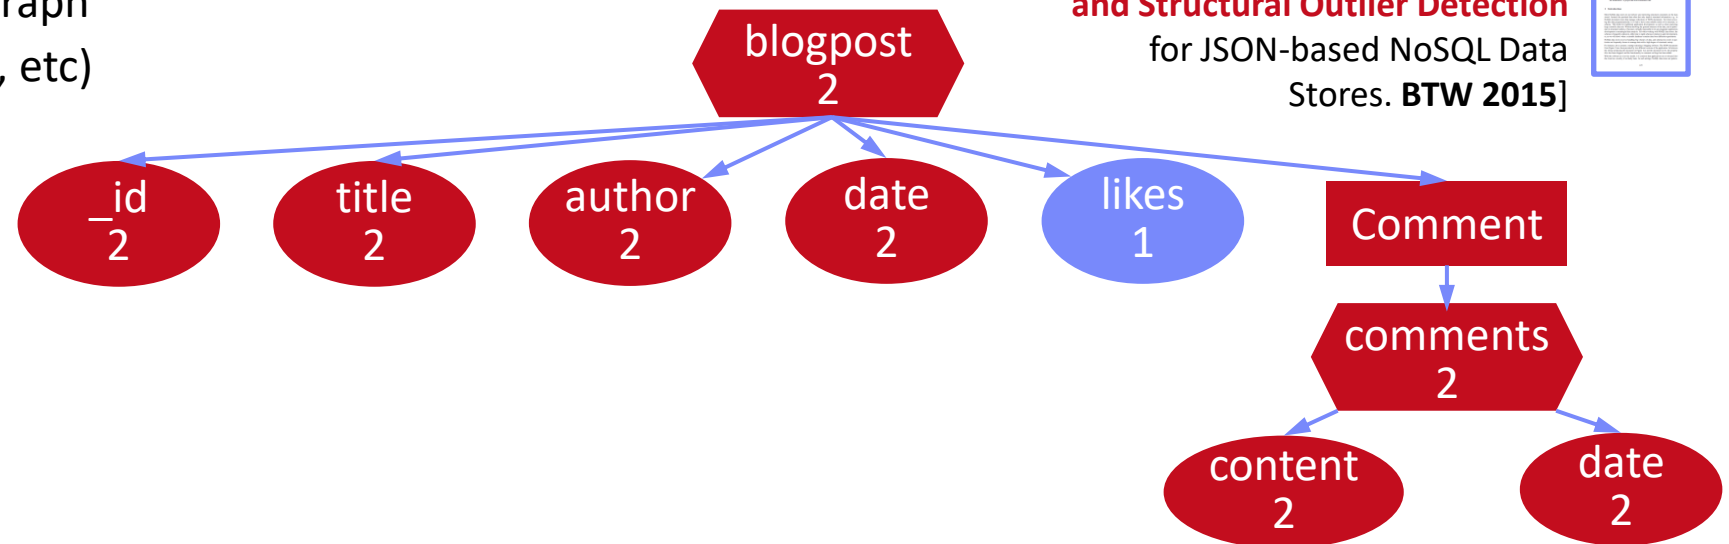 raph
, etc)
and Structural Outlier Detection
for JSON-based NoSQL Data
Stores. BTW 2015]
blogpost
2
_id
2
title
2
author
2
date
2
likes
1
Comment
comments
2
content
2
date
2